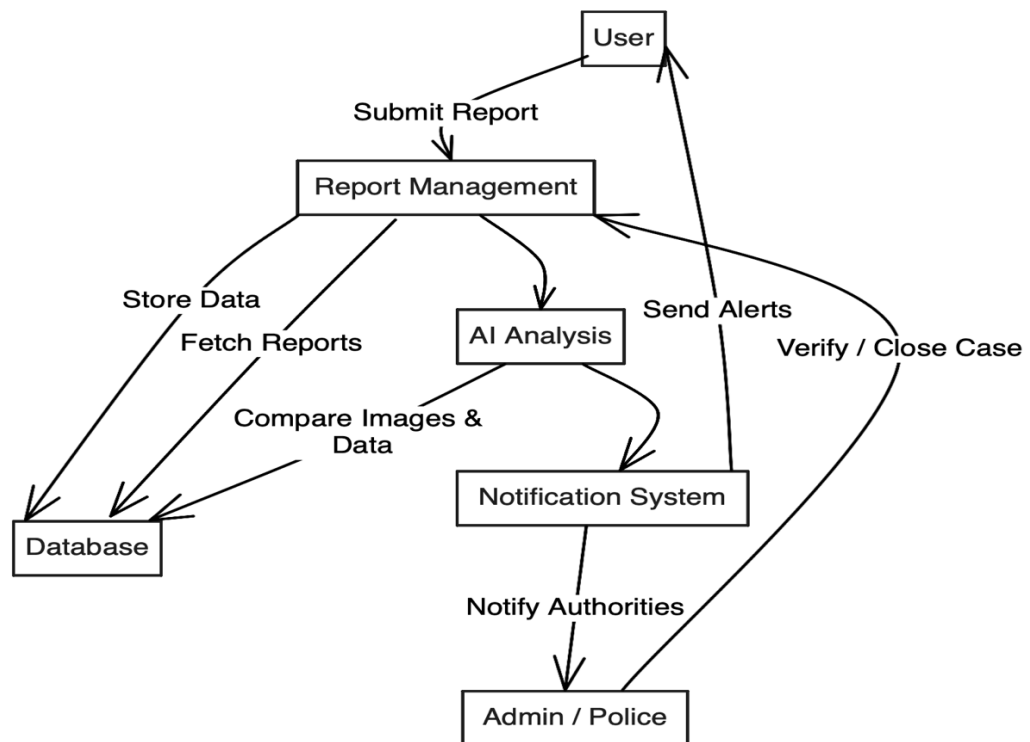 User
Submit Report
Report Management
Store Data
Send Alerts
Fetch Reports
AI Analysis
Verify / Close Case
Compare Images &
Data
Notification System
Database
Notify Authorities
Admin / Police